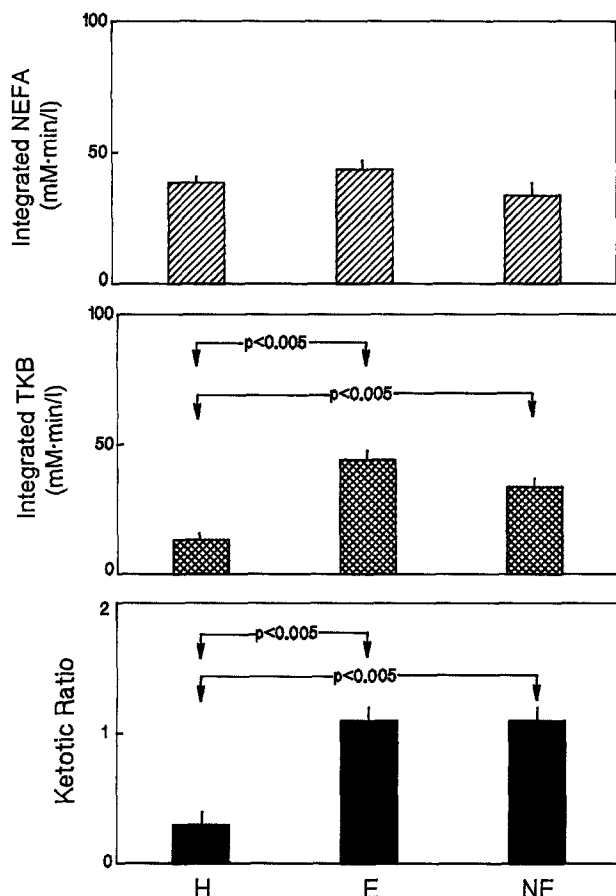 100
Integrated NEFA
(mM·min/l)
50
0
100
p<0.005
p<0.005
Integrated TKB
(mM·min/l)
50
0
2
p<0.005
p<0.005
Ketotic Ratio
1
0
H E NF